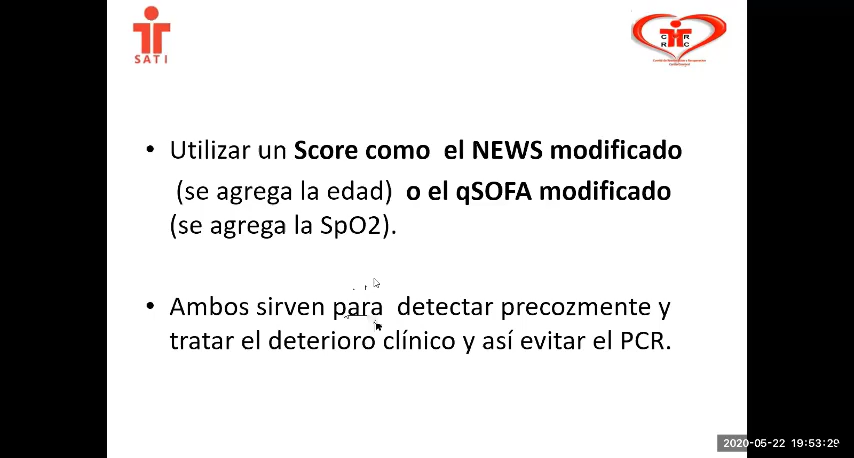 SATI
C R
R C
• Utilizar un Score como el NEWS modificado
(se agrega la edad) o el qSOFA modificado
(se agrega la SpO2).
• Ambos sirven para detectar precozmente y
tratar el deterioro clínico y así evitar el PCR.
2020-05-22 19:53:29